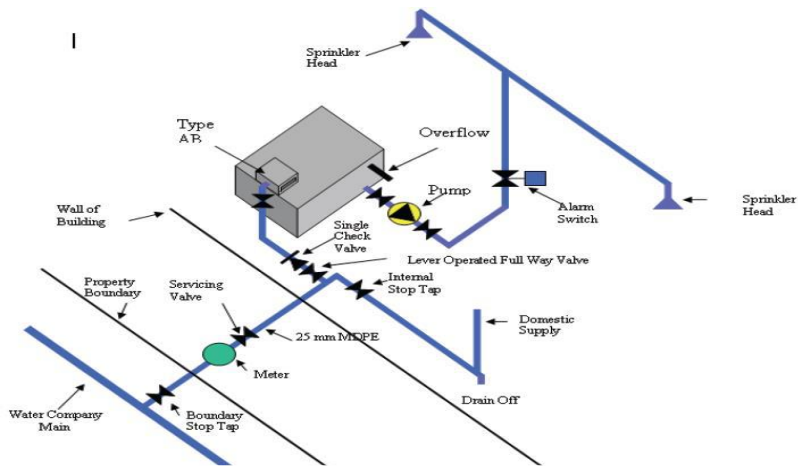 I
Sprinkler
Head
Type
AB
Overflow
Pump
Alarm
Switch
Sprinkler
Head
Wall of
Building
Single
Check
Valve
Lever Operated Full Way Valve
Property
Boundary
Servicing
Valve
Internal
Stop Tap
25 mm MDPE
Domestic
Supply
Meter
Drain Off
Water Company
Main
Boundary
Stop Tap